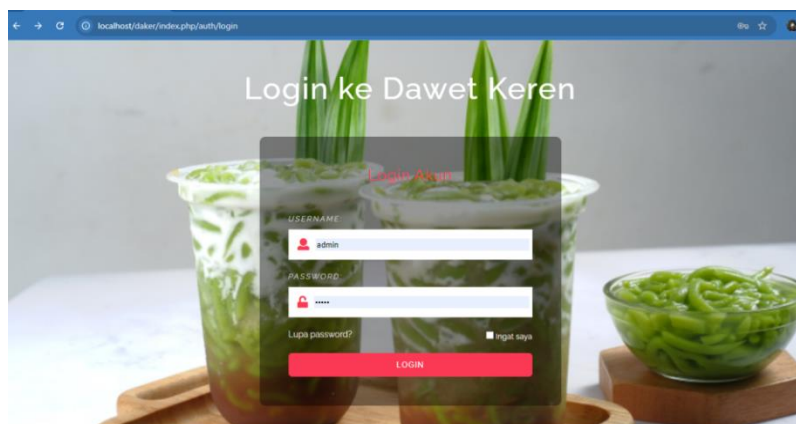 localhost/daker/index.php/auth/login
Login ke Dawet Keren
Login Akun
USERNAME
admin
PASSWORD
•••••
Lupa password?
Ingat saya
LOGIN